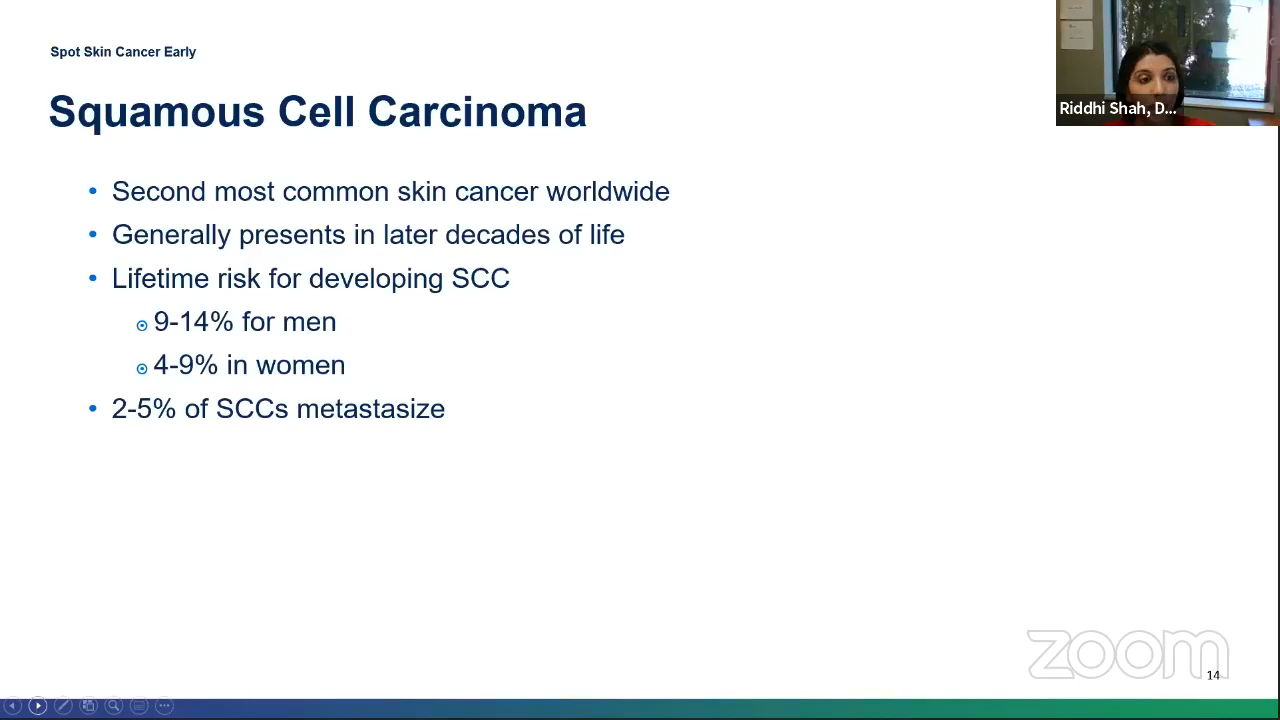 Spot Skin Cancer Early
Squamous Cell Carcinoma
Riddhi Shah, D...
• Second most common skin cancer worldwide
• Generally presents in later decades of life
• Lifetime risk for developing SCC
9-14% for men
4-9% in women
• 2-5% of SCCs metastasize
zoom
14